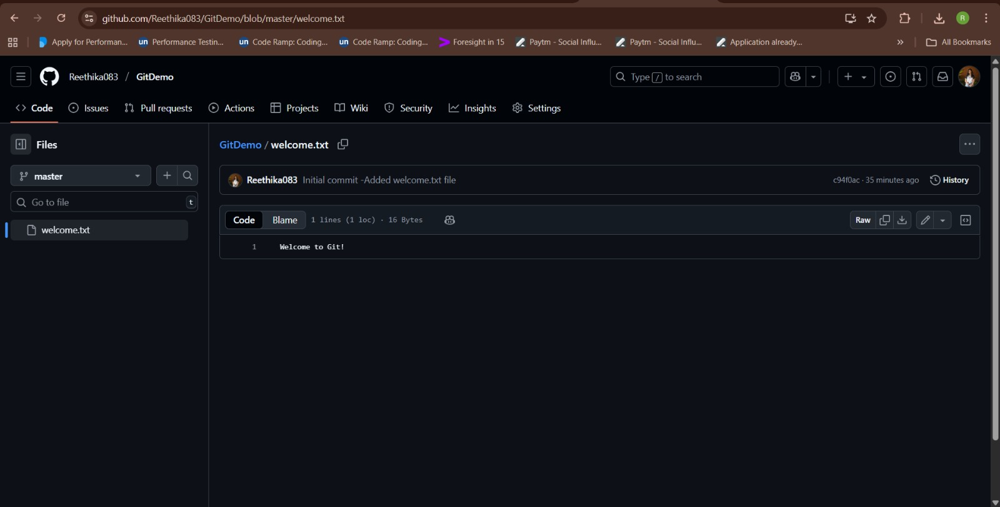 github.com/Reethika083/GitDemo/blob/master/welcome.txt
R
Apply for Performan... un Performance Testin... un Code Ramp: Coding... un Code Ramp: Coding... Foresight in 15 Paytm - Social Influ... Paytm - Social Influ... Application already... » All Bookmarks
Reethika083 / GitDemo
Type / to search
Code Issues Pull requests Actions Projects Wiki Security Insights Settings
Files
master
Go to file t
welcome.txt
GitDemo / welcome.txt
Reethika083 Initial commit -Added welcome.txt file c94f0ac · 35 minutes ago History
Code Blame 1 lines (1 loc) · 16 Bytes Raw
1 Welcome to Git!